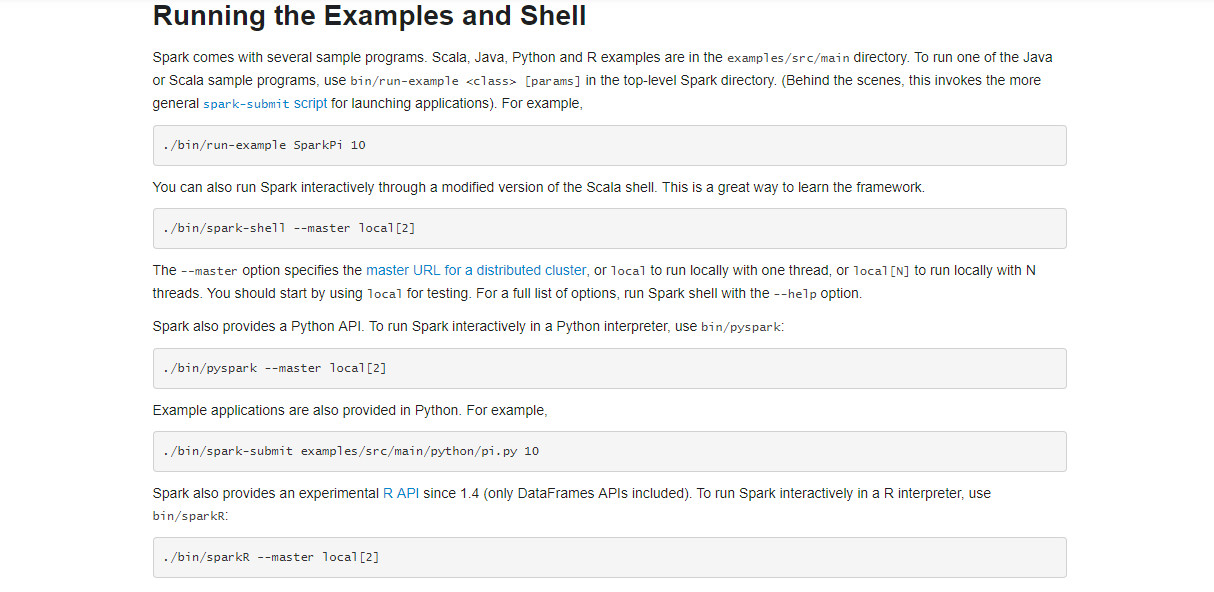 Running the Examples and Shell
Spark comes with several sample programs. Scala, Java, Python and R examples are in the examples/src/main directory. To run one of the Java
or Scala sample programs, use bin/run-example <class> [params] in the top-level Spark directory. (Behind the scenes, this invokes the more
general spark-submit script for launching applications). For example,
./bin/run-example SparkPi 10
You can also run Spark interactively through a modified version of the Scala shell. This is a great way to learn the framework.
./bin/spark-shell --master local[2]
The --master option specifies the master URL for a distributed cluster, or local to run locally with one thread, or local[N] to run locally with N
threads. You should start by using local for testing. For a full list of options, run Spark shell with the --help option.
Spark also provides a Python API. To run Spark interactively in a Python interpreter, use bin/pyspark:
./bin/pyspark --master local[2]
Example applications are also provided in Python. For example,
./bin/spark-submit examples/src/main/python/pi.py 10
Spark also provides an experimental R API since 1.4 (only DataFrames APIs included). To run Spark interactively in a R interpreter, use
bin/sparkR:
./bin/sparkR --master local[2]